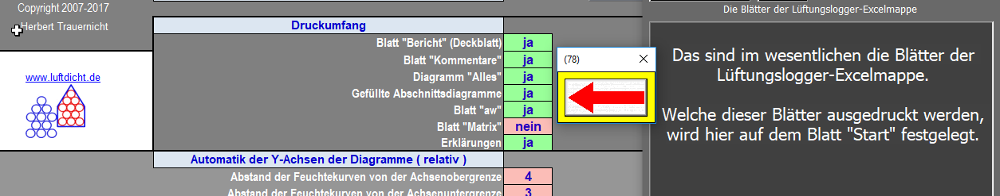 Copyright 2007-2017
Herbert Trauernicht
www.luftdicht.de
Druckumfang
Blatt "Bericht" (Deckblatt) ja
Blatt "Kommentare" ja
Diagramm "Alles" ja
Gefüllte Abschnittsdiagramme ja
Blatt "aw" ja
Blatt "Matrix" nein
Erklärungen ja
Automatik der Y-Achsen der Diagramme ( relativ )
Abstand der Feuchtekurven von der Achsenobergrenze 4
Abstand der Feuchtekurven von der Achsenuntergrenze 3
(78)
Die Blätter der Lüftungslogger-Excelmappe
Das sind im wesentlichen die Blätter der
Lüftungslogger-Excelmappe.
Welche dieser Blätter ausgedruckt werden,
wird hier auf dem Blatt "Start" festgelegt.